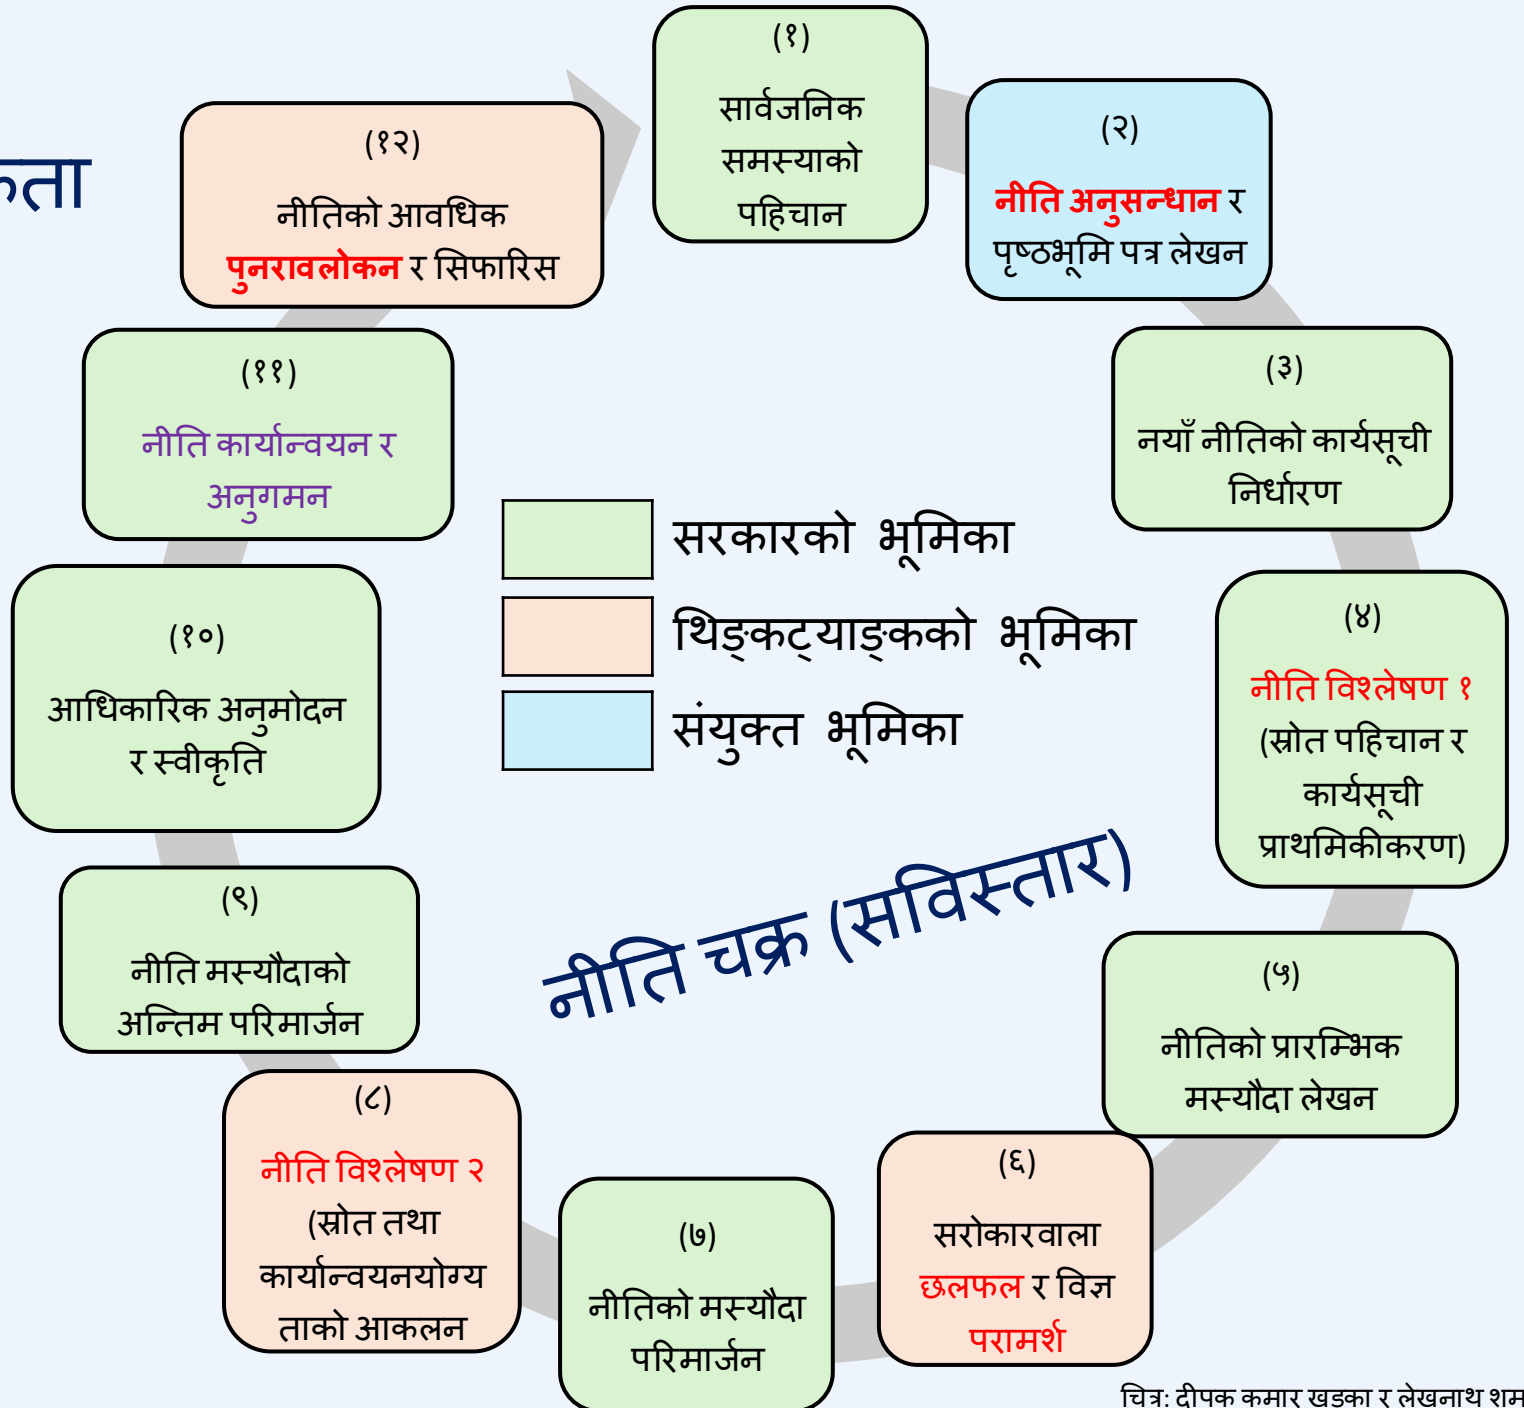 (१)
सार्वजनिक
समस्याको
पहिचान
(२)
नीति अनुसन्धान र
पृष्ठभूमि पत्र लेखन
(३)
नयाँ नीतिको कार्यसूची
निर्धारण
(४)
नीति विश्लेषण १
(स्रोत पहिचान र
कार्यसूची
प्राथमिकीकरण)
(५)
नीतिको प्रारम्भिक
मस्यौदा लेखन
(६)
सरोकारवाला
छलफल र विज्ञ
परामर्श
(७)
नीतिको मस्यौदा
परिमार्जन
(८)
नीति विश्लेषण २
(स्रोत तथा
कार्यान्वयनयोग्य
ताको आकलन
(९)
नीति मस्यौदाको
अन्तिम परिमार्जन
(१०)
आधिकारिक अनुमोदन
र स्वीकृति
(११)
नीति कार्यान्वयन र
अनुगमन
(१२)
नीतिको आवधिक
पुनरावलोकन र सिफारिस
सरकारको भूमिका
थिङ्कट्याङ्कको भूमिका
संयुक्त भूमिका
नीति चक्र (सविस्तार)
चित्र: दीपक कमार खडका र लेखनाथ